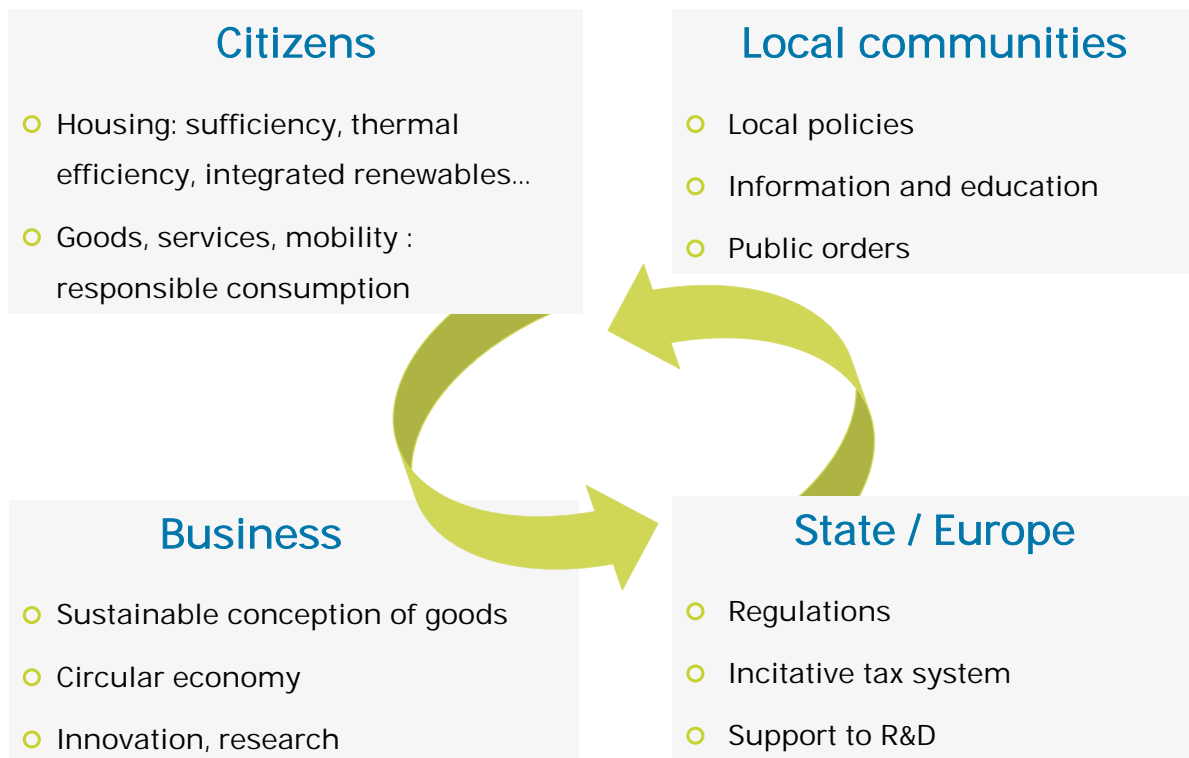 Citizens
Housing: sufficiency, thermal
efficiency, integrated renewables...
Goods, services, mobility :
responsible consumption
Local communities
Local policies
Information and education
Public orders
Business
Sustainable conception of goods
Circular economy
Innovation, research
State / Europe
Regulations
Incitative tax system
Support to R&D